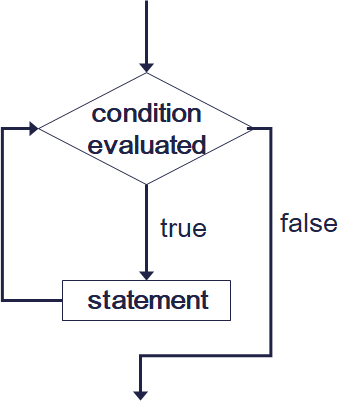 condition
evaluated
true
false
statement